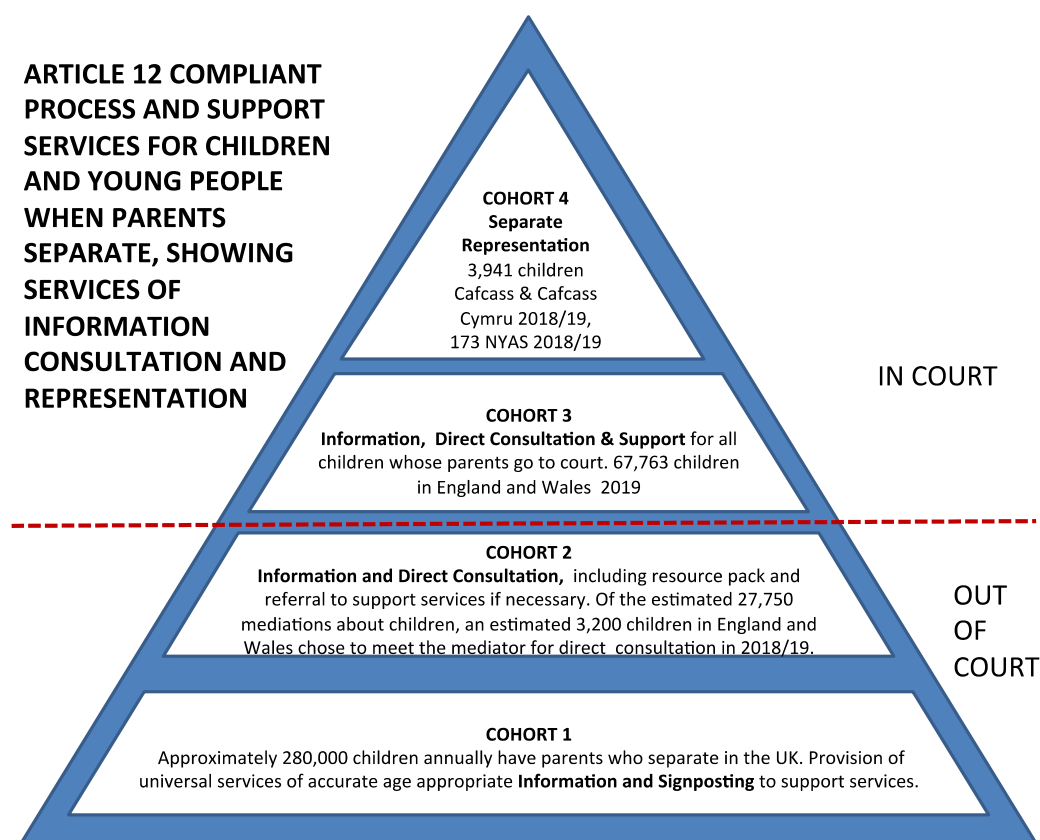 ARTICLE 12 COMPLIANT
PROCESS AND SUPPORT
SERVICES FOR CHILDREN
AND YOUNG PEOPLE
WHEN PARENTS
SEPARATE, SHOWING
SERVICES OF
INFORMATION
CONSULTATION AND
REPRESENTATION
COHORT 4
Separate
Representation
3,941 children
Cafcass & Cafcass
Cymru 2018/19,
173 NYAS 2018/19
IN COURT
COHORT 3
Information, Direct Consultation & Support for all
children whose parents go to court. 67,763 children
in England and Wales 2019
COHORT 2
Information and Direct Consultation, including resource pack and
referral to support services if necessary. Of the estimated 27,750
mediations about children, an estimated 3,200 children in England and
Wales chose to meet the mediator for direct consultation in 2018/19.
OUT
OF
COURT
COHORT 1
Approximately 280,000 children annually have parents who separate in the UK. Provision of
universal services of accurate age appropriate Information and Signposting to support services.